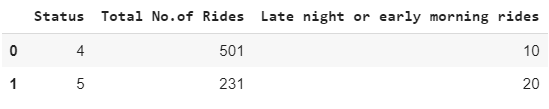 Status Total No.of Rides Late night or early morning rides
0 4 501 10
1 5 231 20